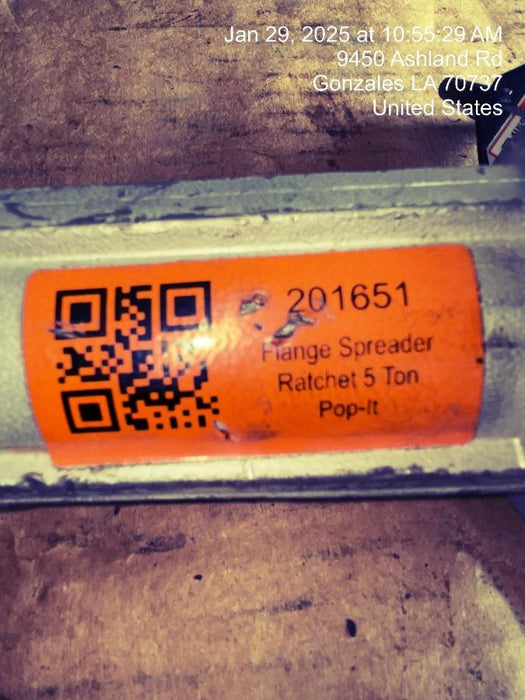 Jan 29, 2025 at 10:55:29 AM
9450 Ashland Rd
Gonzales LA 70737
United States
201651
Flange Spreader
Ratchet 5 Ton
Pop-It